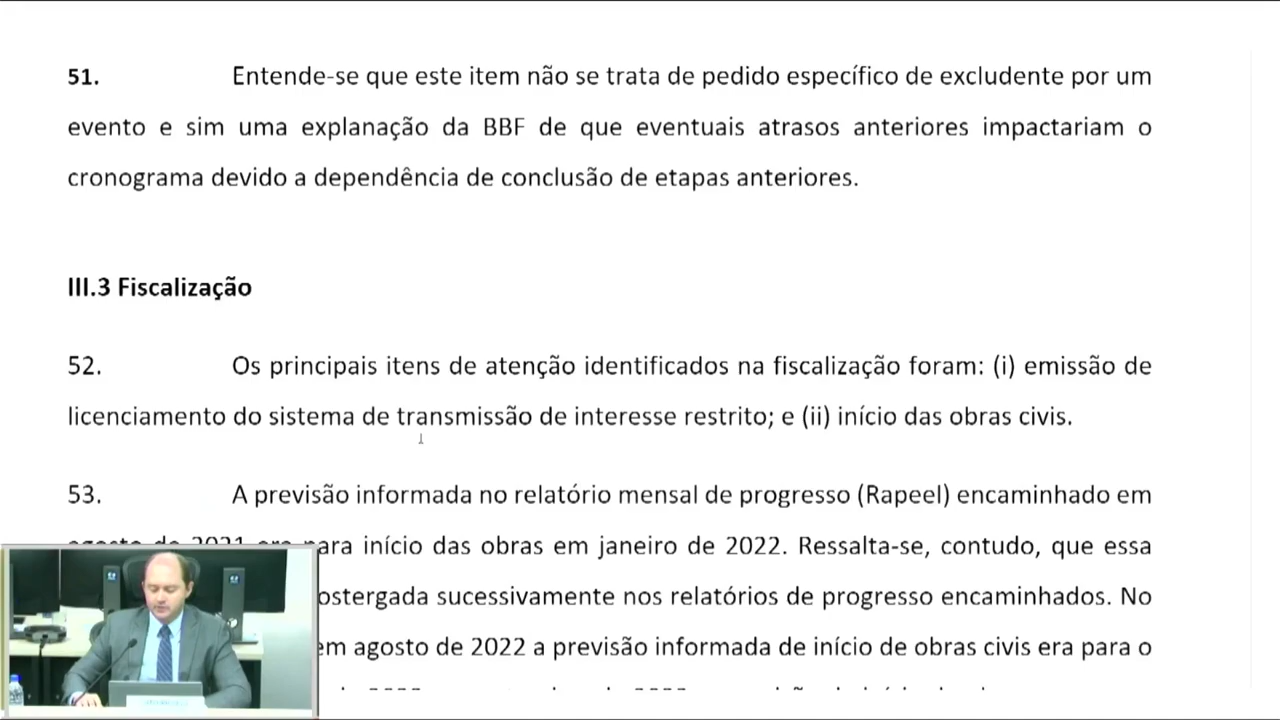 51. Entende-se que este item não se trata de pedido específico de excludente por um
evento e sim uma explanação da BBF de que eventuais atrasos anteriores impactariam o
cronograma devido a dependência de conclusão de etapas anteriores.
III.3 Fiscalização
52. Os principais itens de atenção identificados na fiscalização foram: (i) emissão de
licenciamento do sistema de transmissão de interesse restrito; e (ii) início das obras civis.
53. A previsão informada no relatório mensal de progresso (Rapeel) encaminhado em
agosto de 2021 era para início das obras em janeiro de 2022. Ressalta-se, contudo, que essa
ostergada sucessivamente nos relatórios de progresso encaminhados. No
em agosto de 2022 a previsão informada de início de obras civis era para o